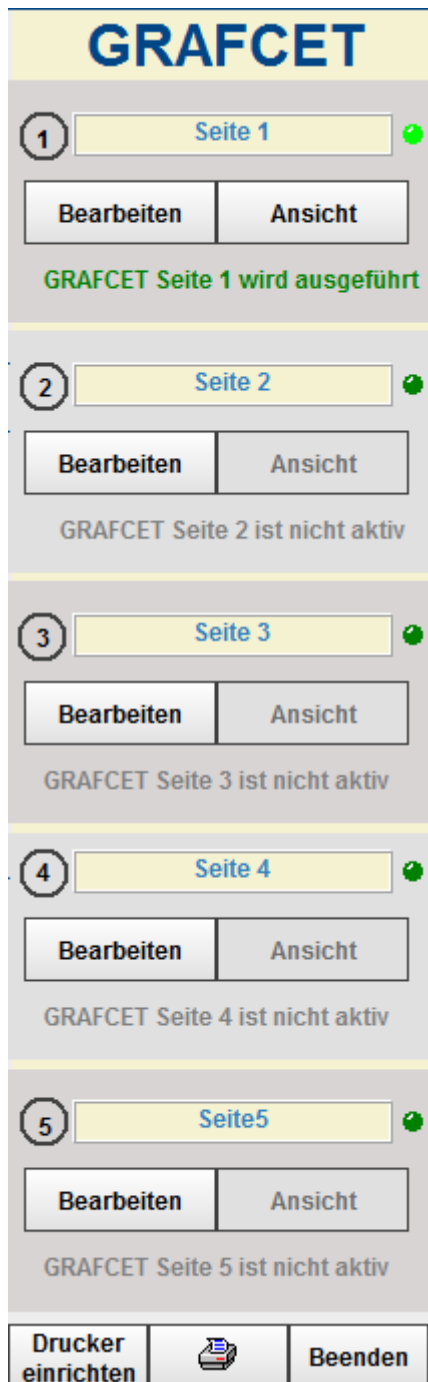 GRAFCET
1
Seite 1
Bearbeiten Ansicht
GRAFCET Seite 1 wird ausgeführt
2
Seite 2
Bearbeiten Ansicht
GRAFCET Seite 2 ist nicht aktiv
3
Seite 3
Bearbeiten Ansicht
GRAFCET Seite 3 ist nicht aktiv
4
Seite 4
Bearbeiten Ansicht
GRAFCET Seite 4 ist nicht aktiv
5
Seite5
Bearbeiten Ansicht
GRAFCET Seite 5 ist nicht aktiv
Drucker
einrichten
Beenden